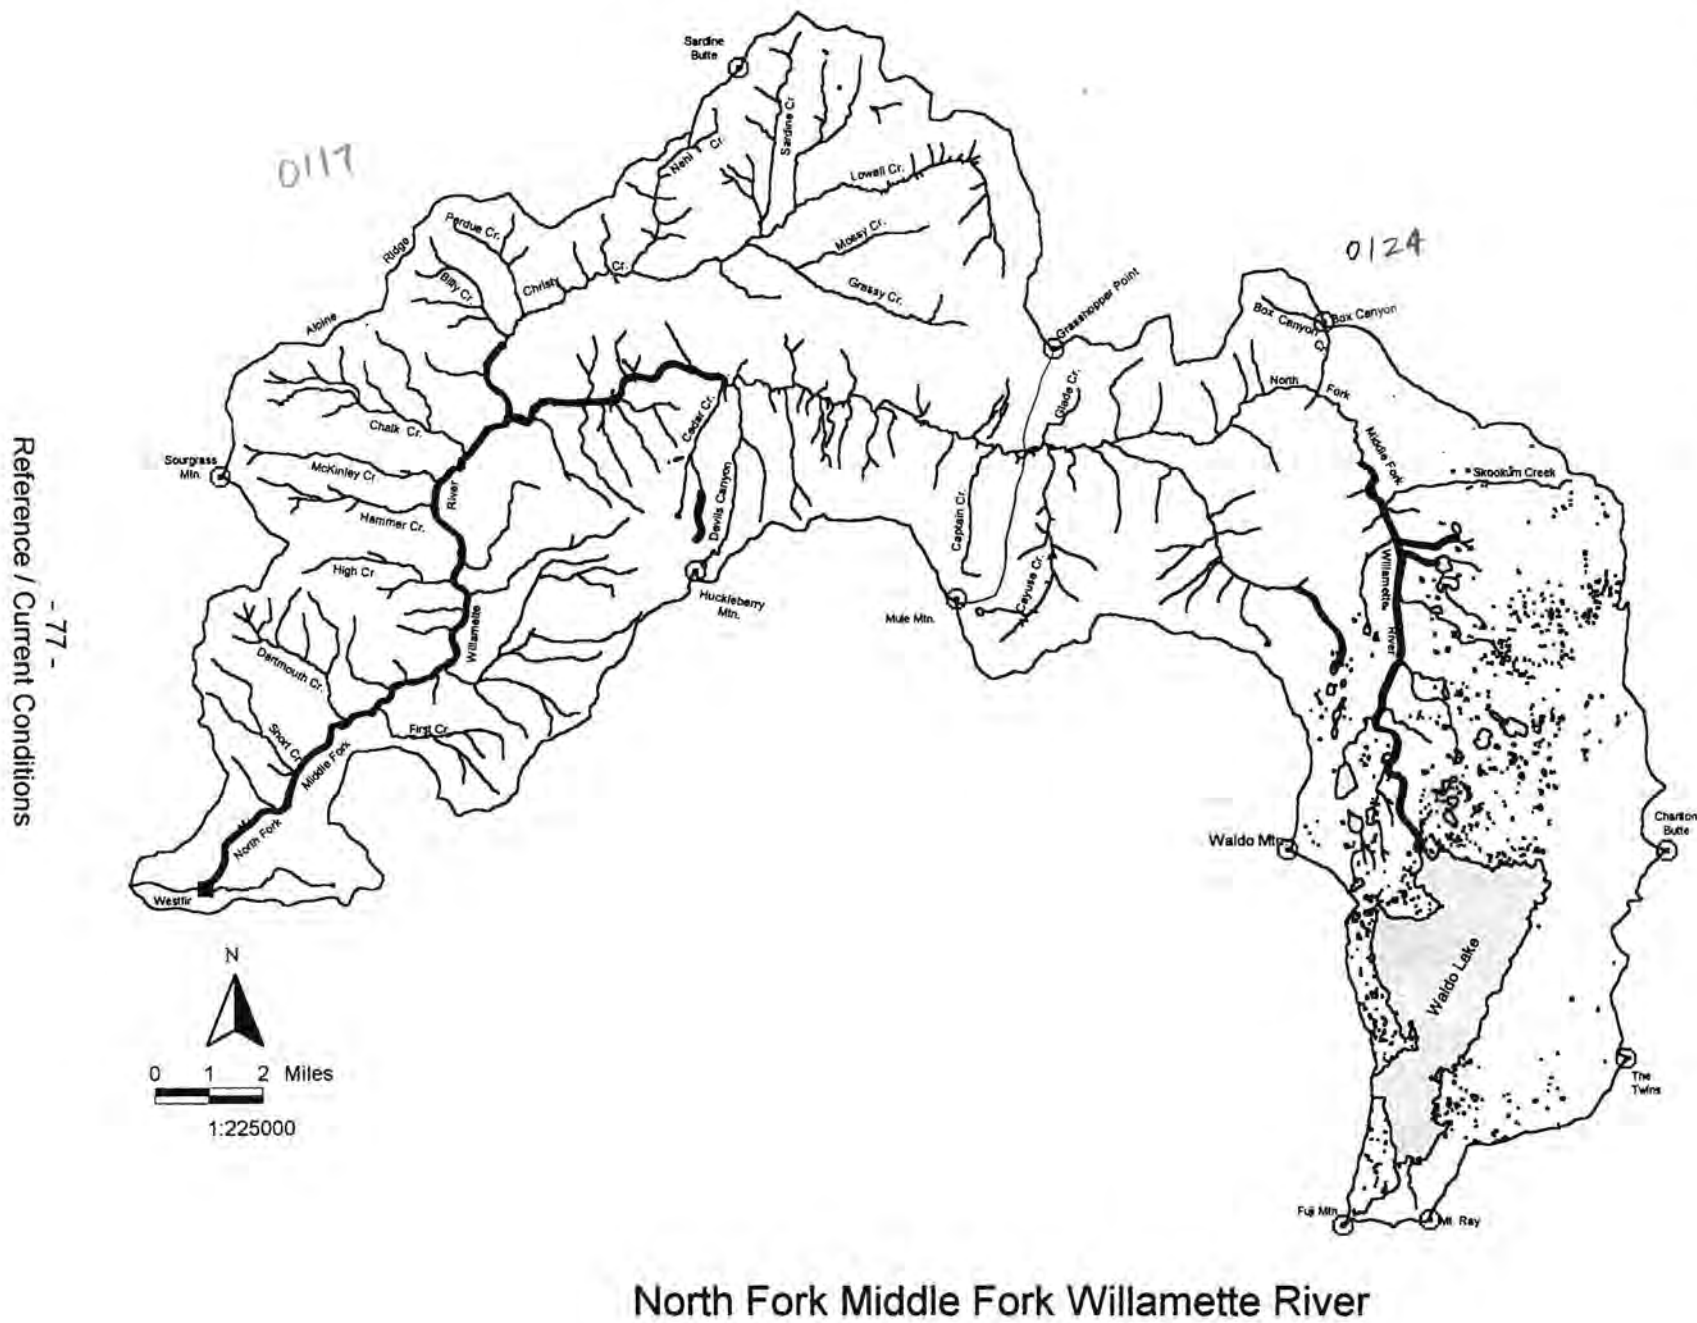 Sardine
Butte
0117
Sardine Cr.
Nehl Cr.
Lowell Cr.
Perdue Cr.
Mossy Cr.
Ridge
0124
Billy Cr.
Christy Cr.
Grassy Cr.
Grasshopper Point
Box Canyon
Box Canyon Cr.
Alpine
North Fork
Glade Cr.
Cedar Cr.
Chalk Cr.
Middle Fork
Sourgrass
Mtn.
McKinley Cr.
River
Skookum Creek
Devils Canyon
Hammer Cr.
Captain Cr.
High Cr.
Huckleberry
Mtn.
Cayuse Cr.
Willamette
River
Mule Mtn.
Willamette
Dartmouth Cr.
First Cr.
Short Cr.
Middle Fork
North Fork
Waldo Mtn.
Charlton
Butte
Westfir
Waldo Lake
N
0 1 2 Miles
1:225000
The
Twins
Fuji Mtn.
Mt. Ray
North Fork Middle Fork Willamette River
- 77 -
Reference / Current Conditions